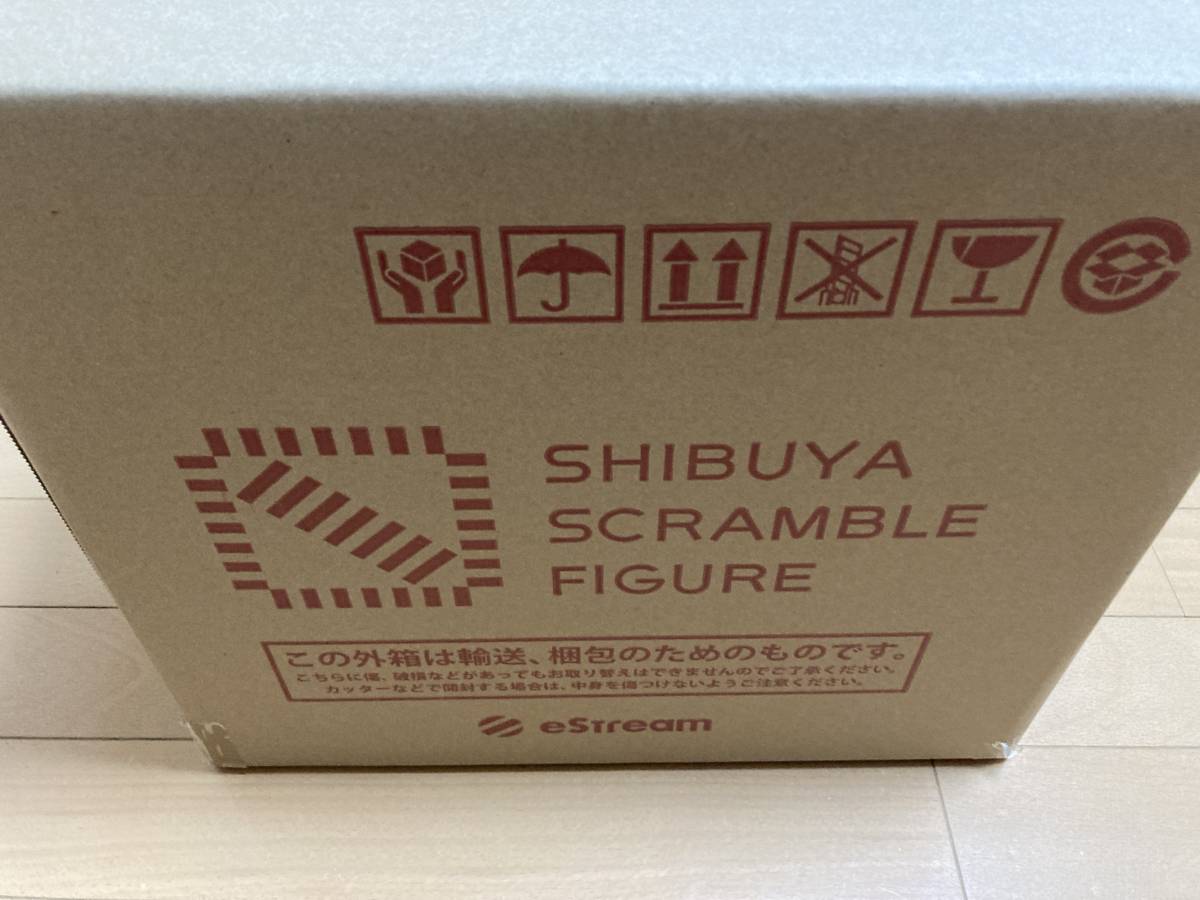 SHIBUYA
SCRAMBLE
FIGURE
この外箱は輸送、梱包のためのものです。
こちらに傷、破損などがあってもお取り替えはできませんのでご了承ください。
カッターなどで開封する場合は、中身を傷つけないようご注意ください。
eStream